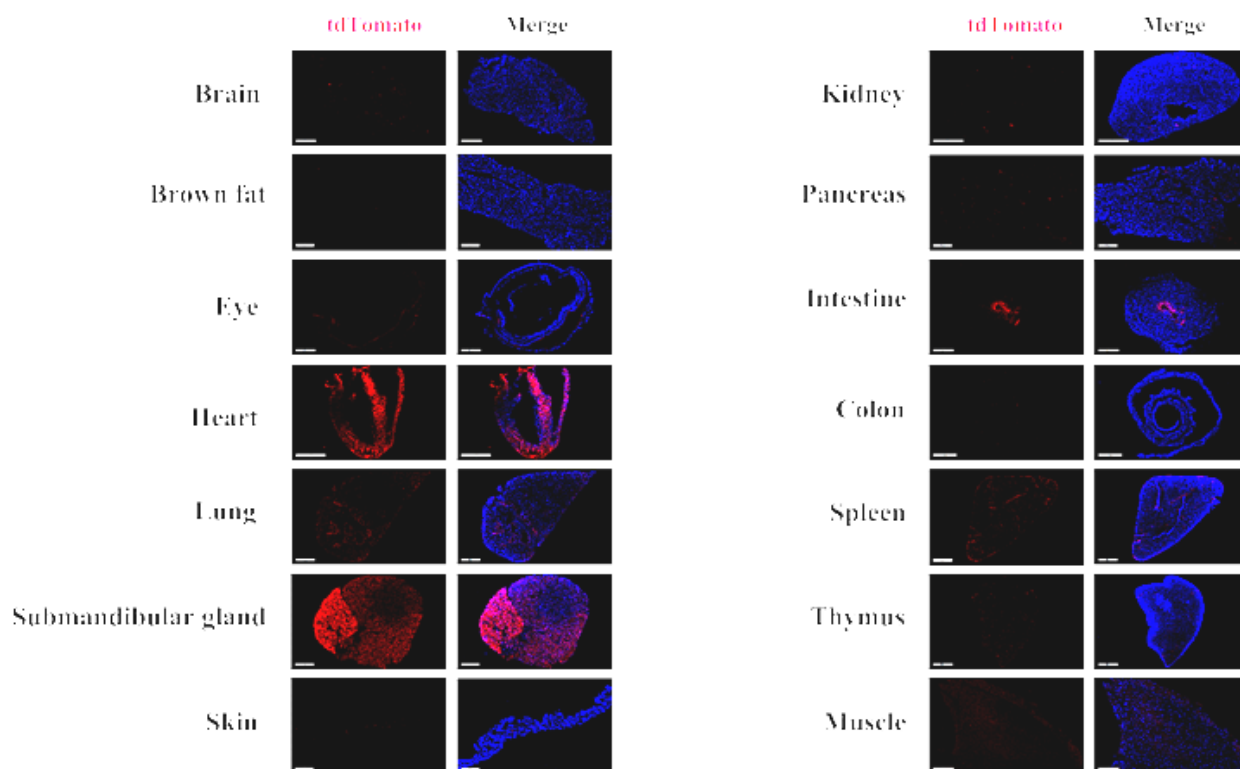 tdTomato Merge
Brain
Brown fat
Eye
Heart
Lung
Submandibular gland
Skin
tdTomato Merge
Kidney
Pancreas
Intestine
Colon
Spleen
Thymus
Muscle